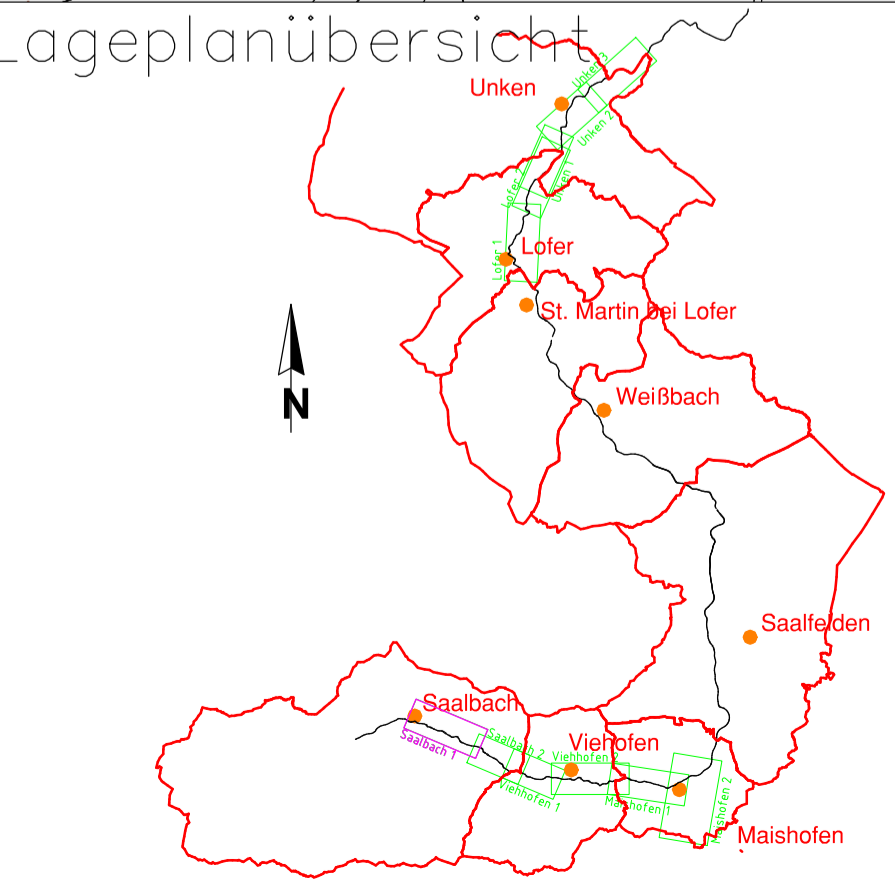 Lageplanübersicht
Unken 3
Unken
Unken 2
Lofer 2
Unken 1
Lofer
Lofer 1
St. Martin bei Lofer
N
Weißbach
Saalfelden
Saalbach
Saalbach 1
Saalbach 2
Viehofen
Viehhofen 2
Viehhofen 1
Maishofen 1
Maishofen 2
Maishofen